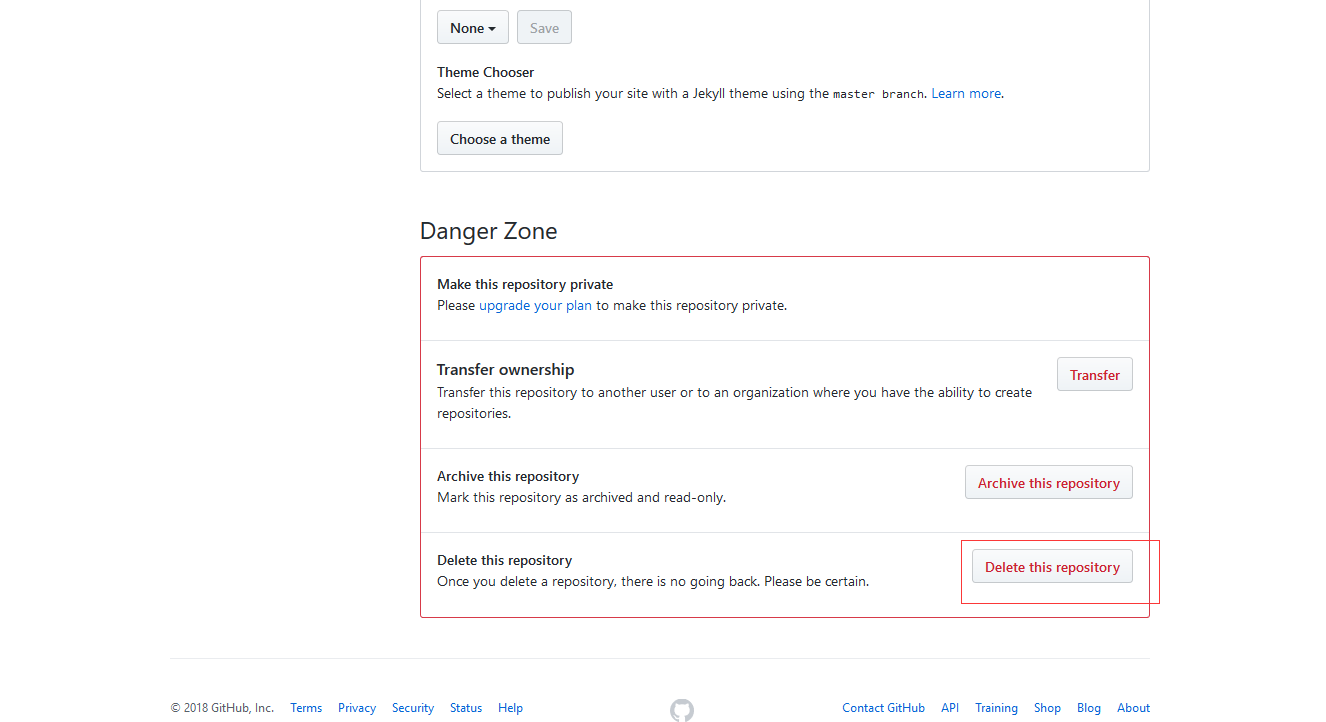 None Save
Theme Chooser
Select a theme to publish your site with a Jekyll theme using the master branch. Learn more.
Choose a theme
Danger Zone
Make this repository private
Please upgrade your plan to make this repository private.
Transfer ownership
Transfer
Transfer this repository to another user or to an organization where you have the ability to create
repositories.
Archive this repository
Archive this repository
Mark this repository as archived and read-only.
Delete this repository
Delete this repository
Once you delete a repository, there is no going back. Please be certain.
© 2018 GitHub, Inc. Terms Privacy Security Status Help Contact GitHub API Training Shop Blog About